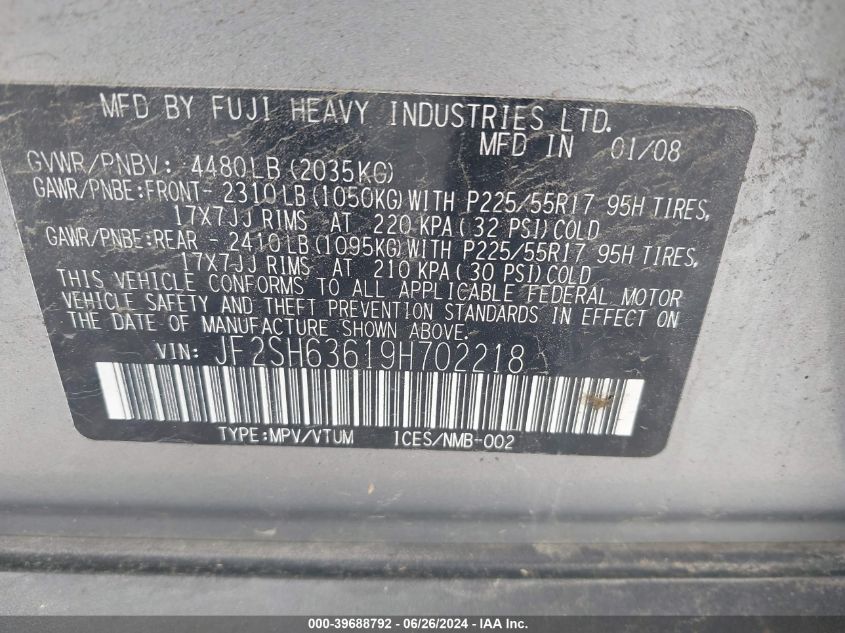 MFD BY FUJI HEAVY INDUSTRIES LTD.
MFD IN 01/08
GVWR/PNBV: 4480LB(2035KG)
GAWR/PNBE:FRONT- 2310LB(1050KG)WITH P225/55R17 95H TIRES,
17X7JJ RIMS AT 220KPA(32 PSI)COLD
GAWR/PNBE:REAR - 2410LB(1095KG)WITH P225/55R17 95H TIRES,
17X7JJ RIMS AT 210KPA(30 PSI)COLD
THIS VEHICLE CONFORMS TO ALL APPLICABLE FEDERAL MOTOR
VEHICLE SAFETY AND THEFT PREVENTION STANDARDS IN EFFECT ON
THE DATE OF MANUFACTURE SHOWN ABOVE.
VIN: JF2SH63619H702218
TYPE:MPV/VTUM ICES/NMB-002
000-39688792 - 06/26/2024 - IAA Inc.